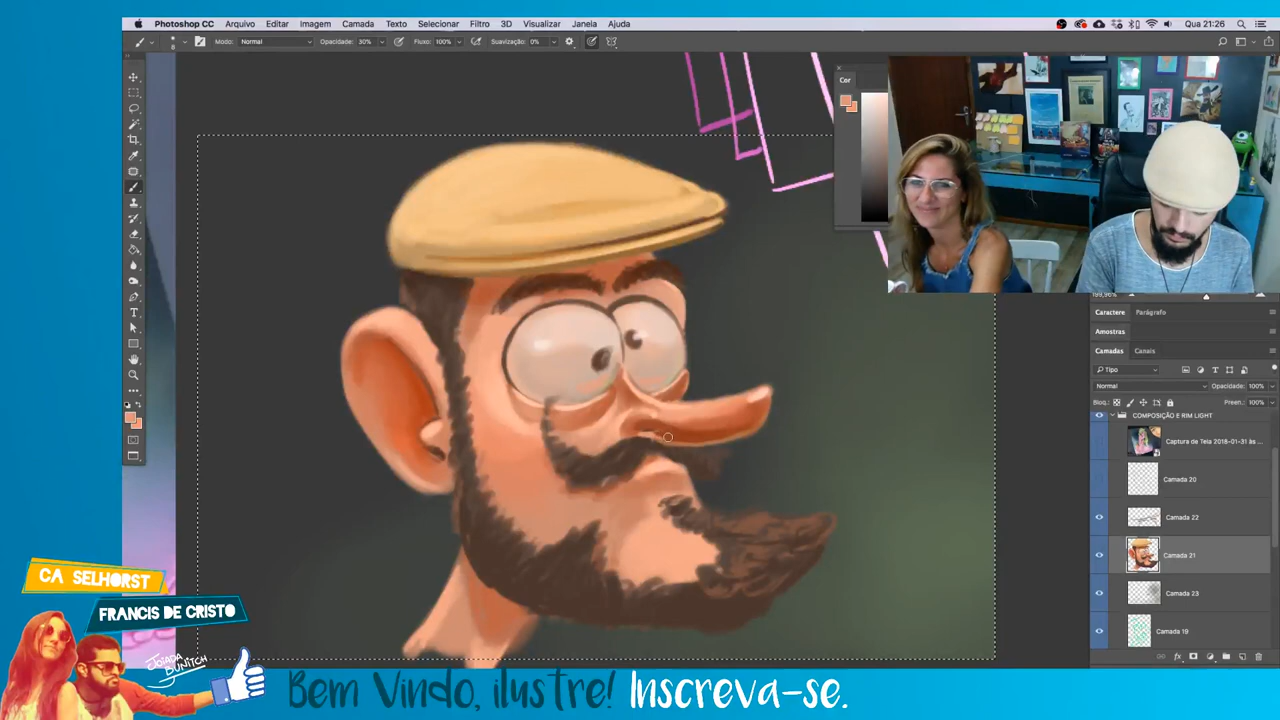 Photoshop CC Arquivo Editar Imagem Camada Texto Selecionar Filtro 3D Visualizar Janela Ajuda
Qua 21:26
Modo: Normal Opacidade: 30% Fluxo: 100% Suavização: 0%
Cor
Caractere Parágrafo
Amostras
Camadas Canais
Tipo
Normal Opacidade: 100%
Bloq.: Preen.: 100%
COMPOSIÇÃO E RIM LIGHT
Captura de Tela 2018-01-31 às ...
Camada 20
Camada 22
Camada 21
Camada 23
Camada 19
CA SELHORST
FRANCIS DE CRISTO
JOIADA
BUNITCH
Bem Vindo, ilustre! Inscreva-se.